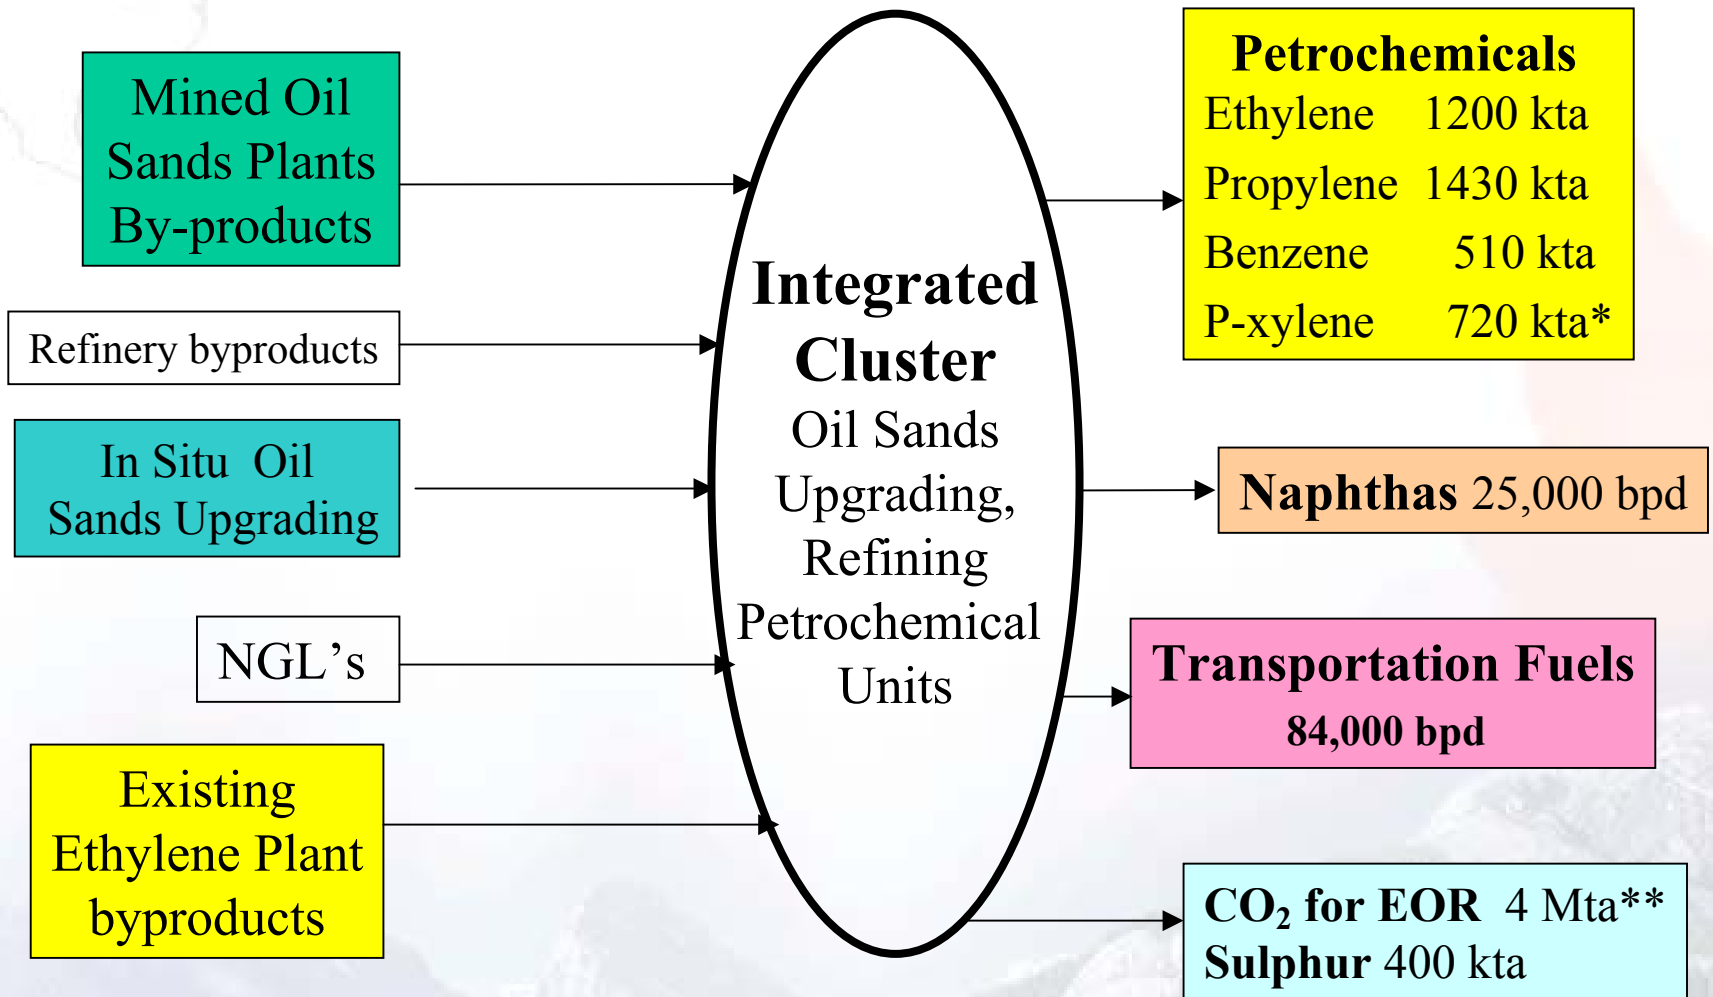 Mined Oil
Sands Plants
By-products
Refinery byproducts
In Situ Oil
Sands Upgrading
NGL’s
Existing
Ethylene Plant
byproducts
Integrated
Cluster
Oil Sands
Upgrading,
Refining
Petrochemical
Units
Petrochemicals
Ethylene 1200 kta
Propylene 1430 kta
Benzene 510 kta
P-xylene 720 kta*
Naphthas 25,000 bpd
Transportation Fuels
84,000 bpd
CO₂ for EOR 4 Mta**
Sulphur 400 kta